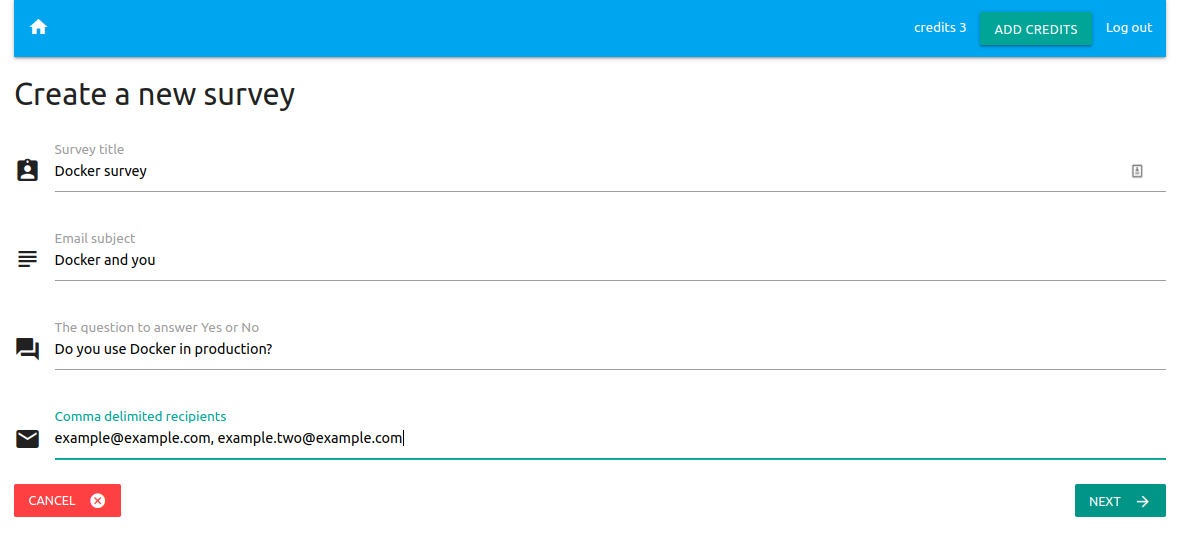 credits 3 ADD CREDITS Log out
Create a new survey
Survey title
Docker survey
Email subject
Docker and you
The question to answer Yes or No
Do you use Docker in production?
Comma delimited recipients
example@example.com, example.two@example.com
CANCEL NEXT